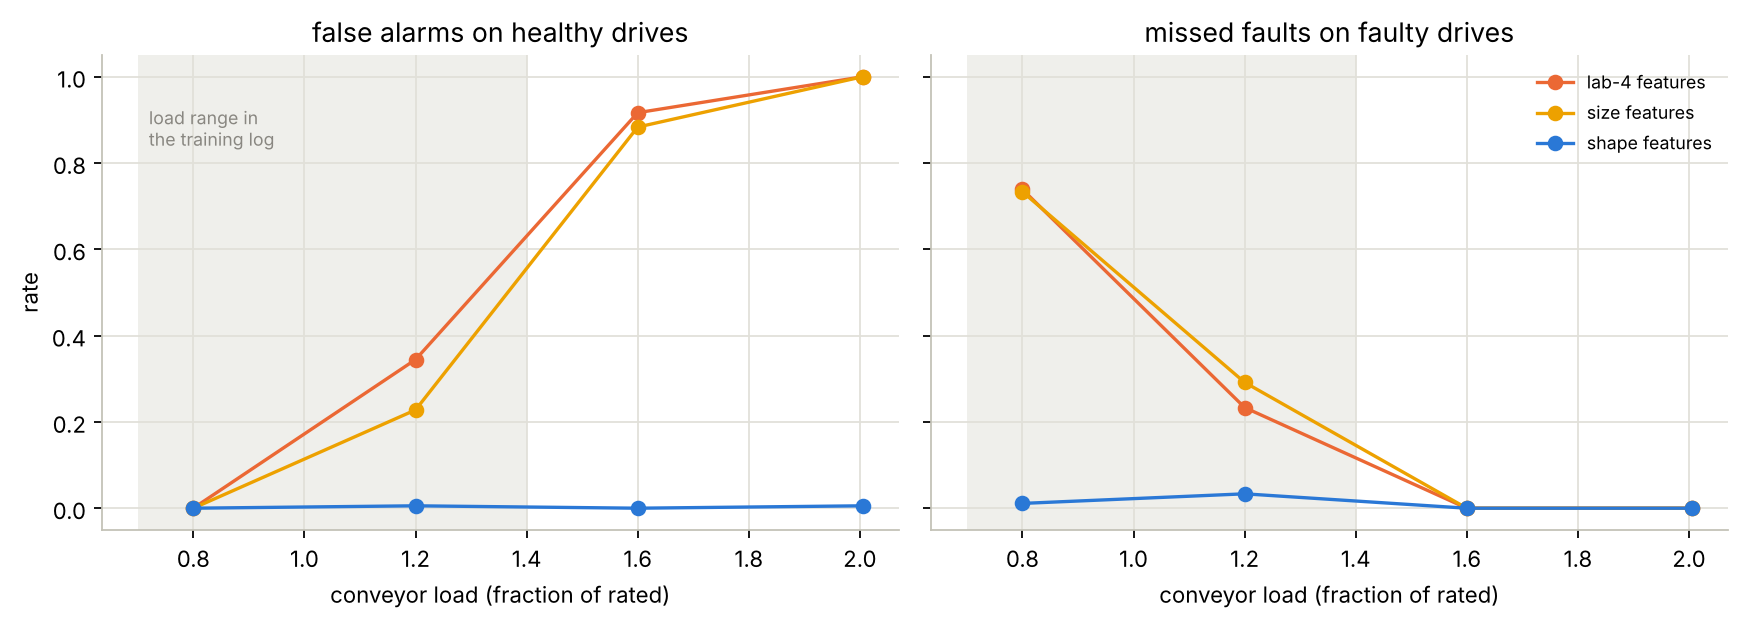 false alarms on healthy drives
1.0
0.8
0.6
0.4
0.2
0.0
rate
load range in
the training log
0.8 1.0 1.2 1.4 1.6 1.8 2.0
conveyor load (fraction of rated)
missed faults on faulty drives
lab-4 features
size features
shape features
0.8 1.0 1.2 1.4 1.6 1.8 2.0
conveyor load (fraction of rated)